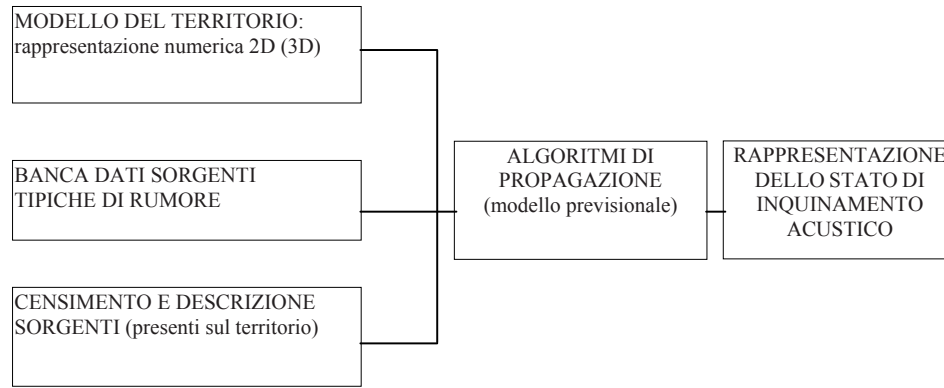 MODELLO DEL TERRITORIO:
rappresentazione numerica 2D (3D)
BANCA DATI SORGENTI
TIPICHE DI RUMORE
CENSIMENTO E DESCRIZIONE
SORGENTI (presenti sul territorio)
ALGORITMI DI
PROPAGAZIONE
(modello previsionale)
RAPPRESENTAZIONE
DELLO STATO DI
INQUINAMENTO
ACUSTICO